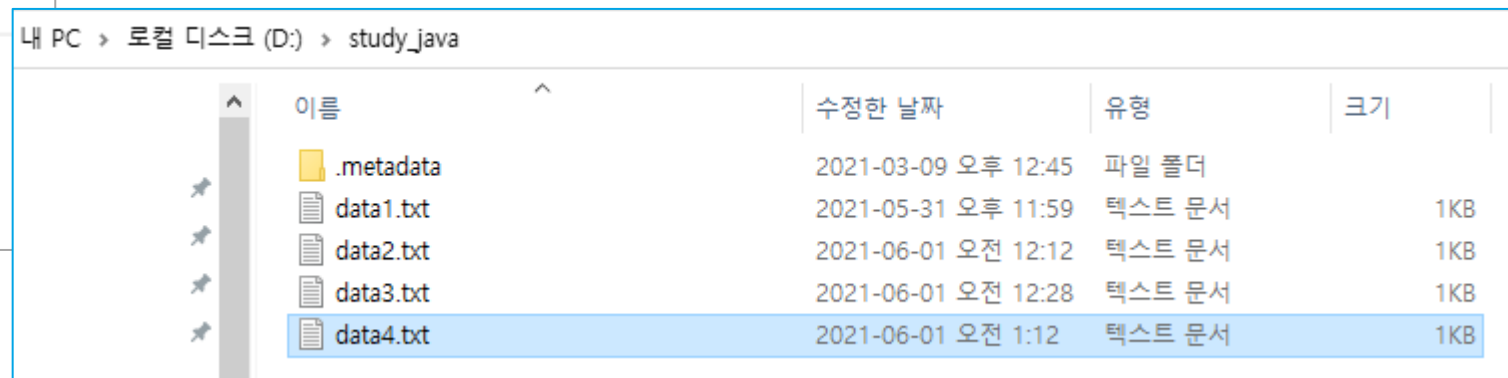 내 PC > 로컬 디스크 (D:) > study_java
이름 수정한 날짜 유형 크기
.metadata 2021-03-09 오후 12:45 파일 폴더
data1.txt 2021-05-31 오후 11:59 텍스트 문서 1KB
data2.txt 2021-06-01 오전 12:12 텍스트 문서 1KB
data3.txt 2021-06-01 오전 12:28 텍스트 문서 1KB
data4.txt 2021-06-01 오전 1:12 텍스트 문서 1KB